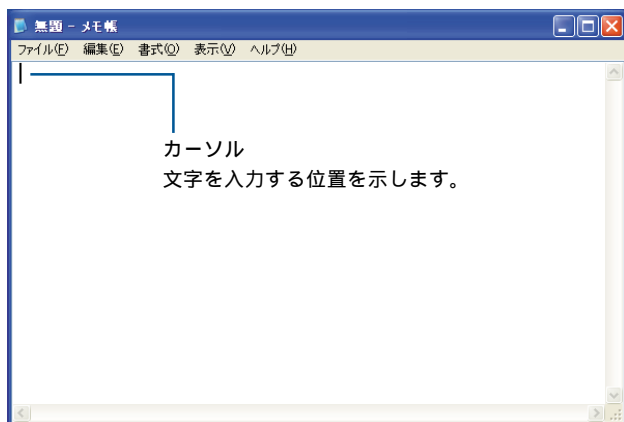 無題 - メモ帳
ファイル(F) 編集(E) 書式(O) 表示(V) ヘルプ(H)
カーソル
文字を入力する位置を示します。